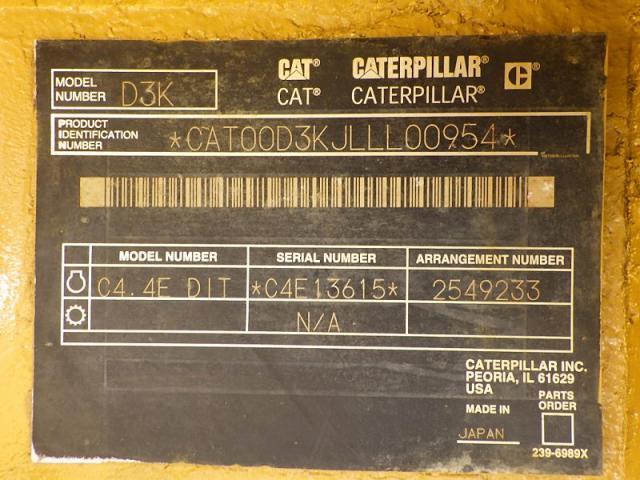 CAT® CATERPILLAR® C®
CAT® CATERPILLAR®
MODEL NUMBER D3K
PRODUCT IDENTIFICATION NUMBER *CAT00D3KJLLL00954*
MODEL NUMBER SERIAL NUMBER ARRANGEMENT NUMBER
C4.4E DIT *C4E13615* 2549233
N/A
CATERPILLAR INC.
PEORIA, IL 61629
USA
PARTS ORDER
MADE IN
JAPAN
239-6989X